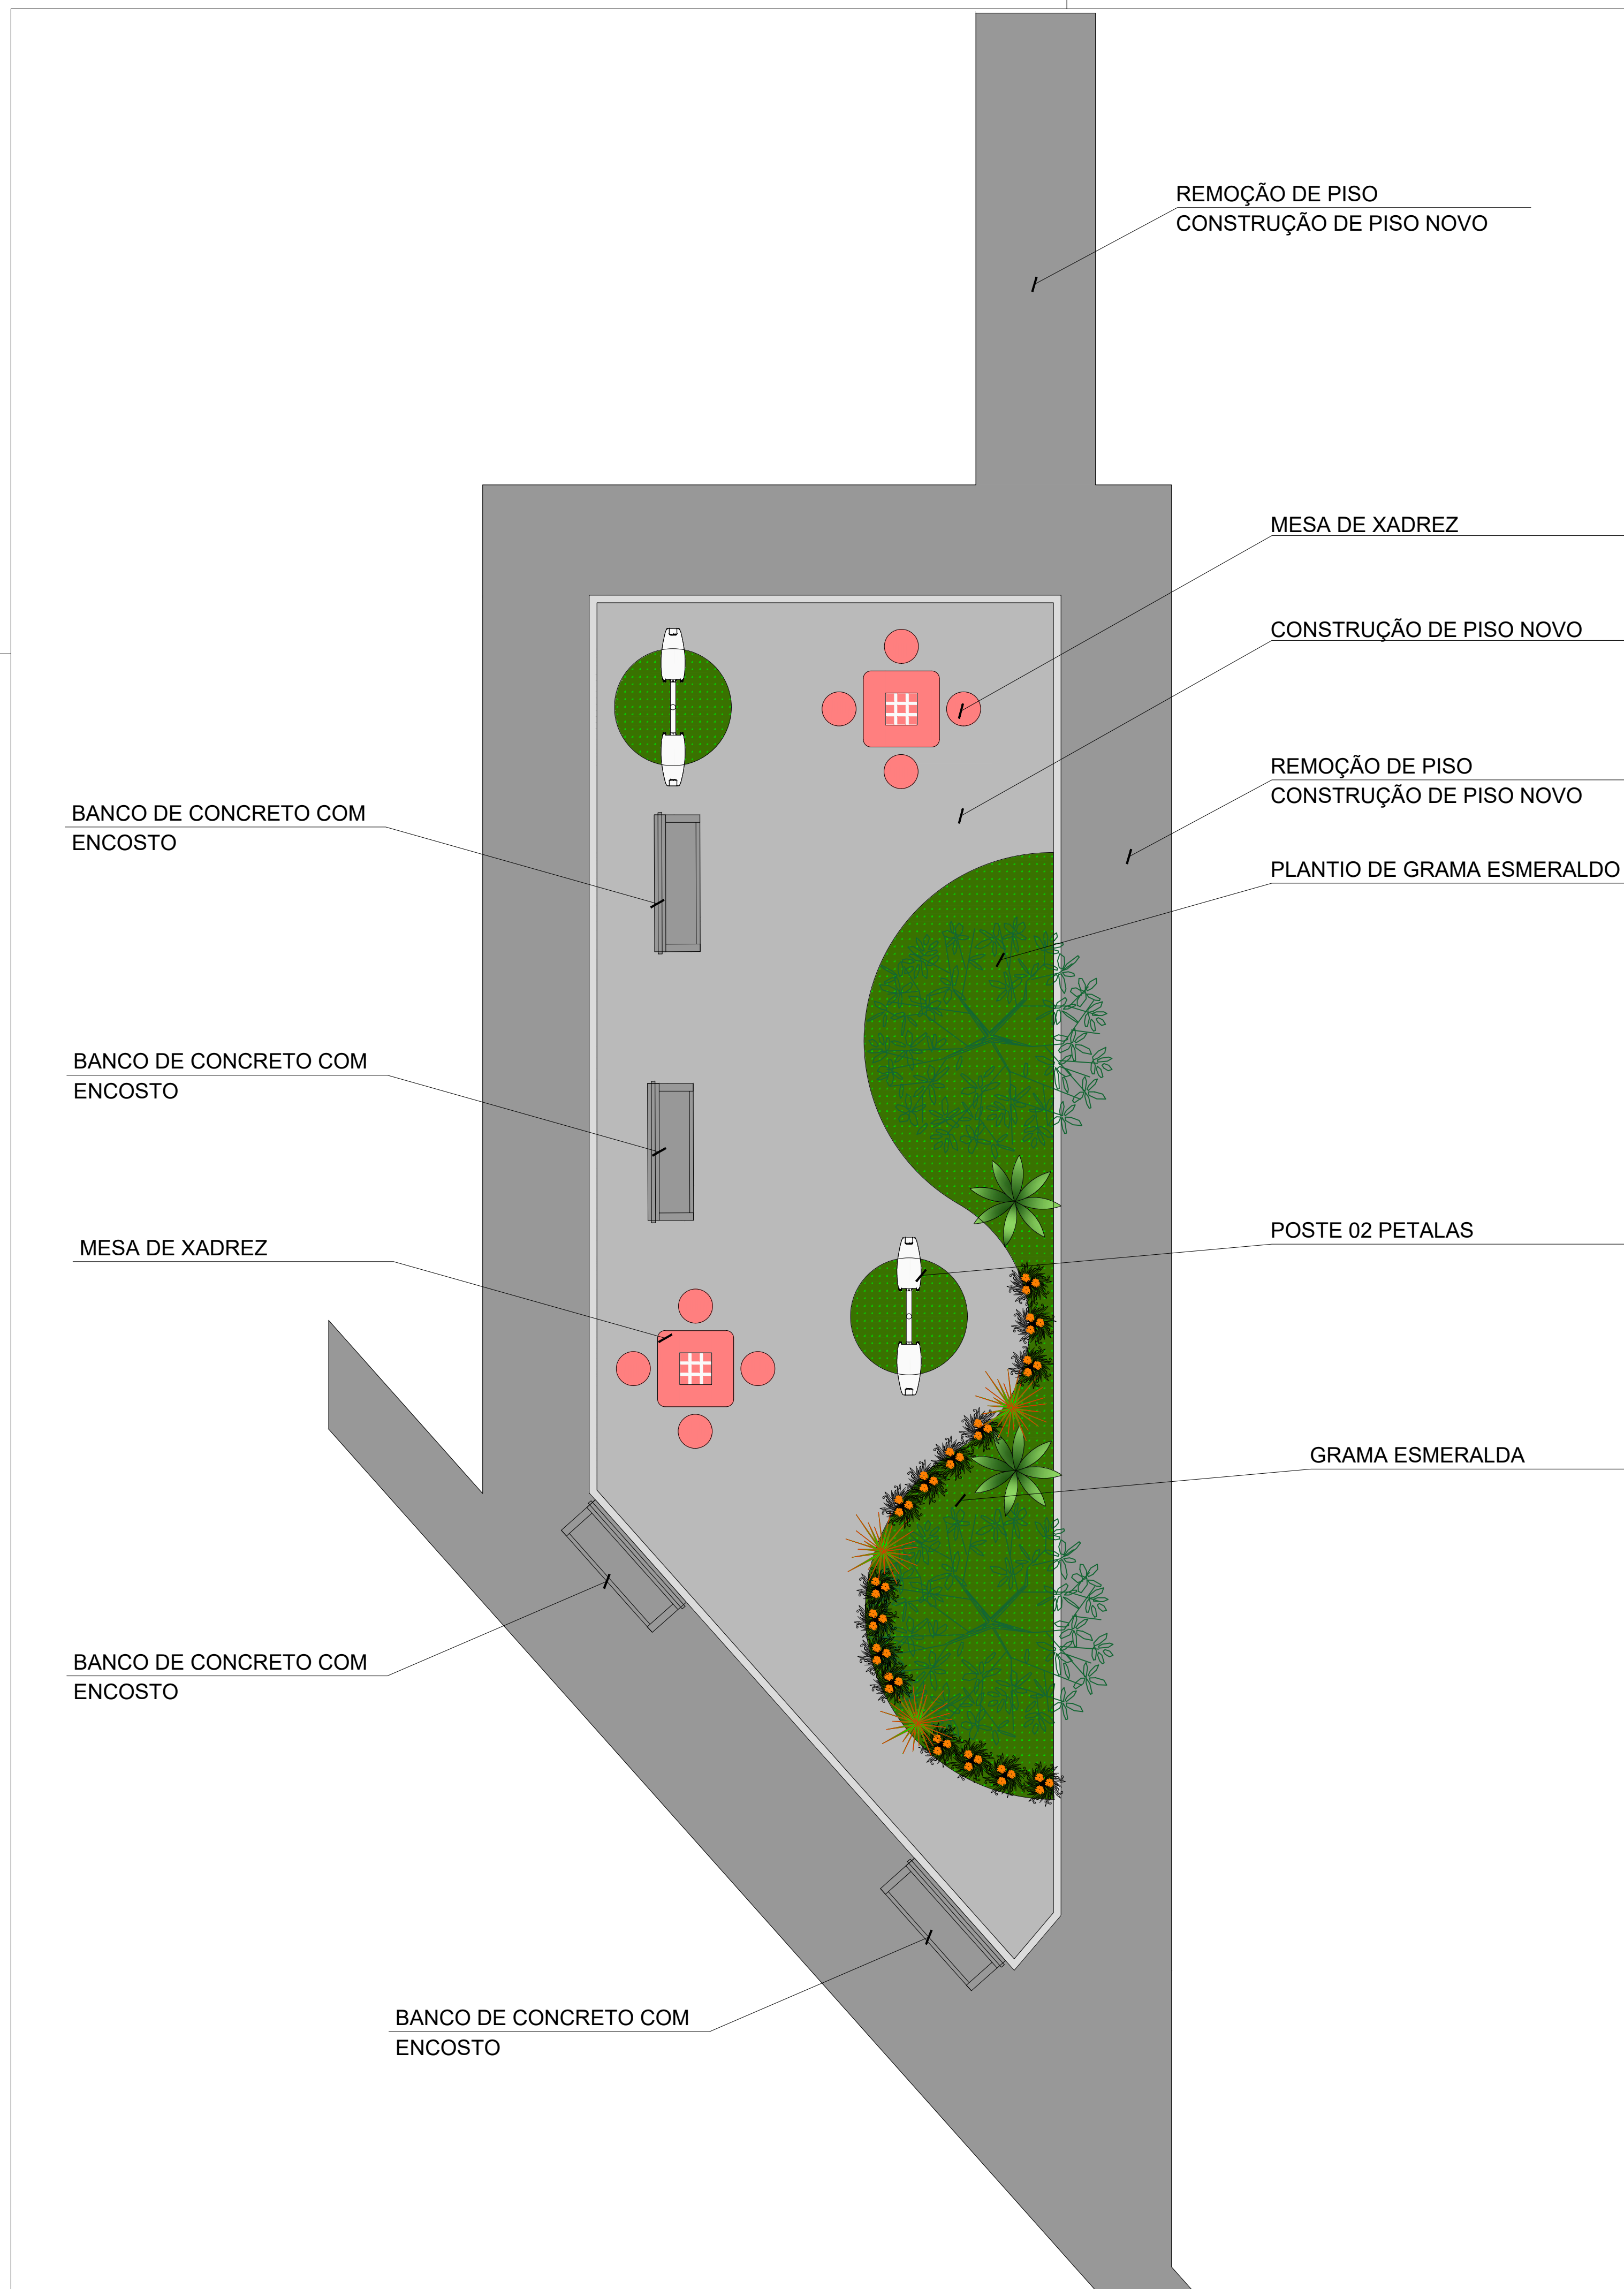 REMOÇÃO DE PISO
CONSTRUÇÃO DE PISO NOVO
MESA DE XADREZ
CONSTRUÇÃO DE PISO NOVO
REMOÇÃO DE PISO
CONSTRUÇÃO DE PISO NOVO
BANCO DE CONCRETO COM
ENCOSTO
PLANTIO DE GRAMA ESMERALDO
BANCO DE CONCRETO COM
ENCOSTO
POSTE 02 PETALAS
MESA DE XADREZ
GRAMA ESMERALDA
BANCO DE CONCRETO COM
ENCOSTO
BANCO DE CONCRETO COM
ENCOSTO